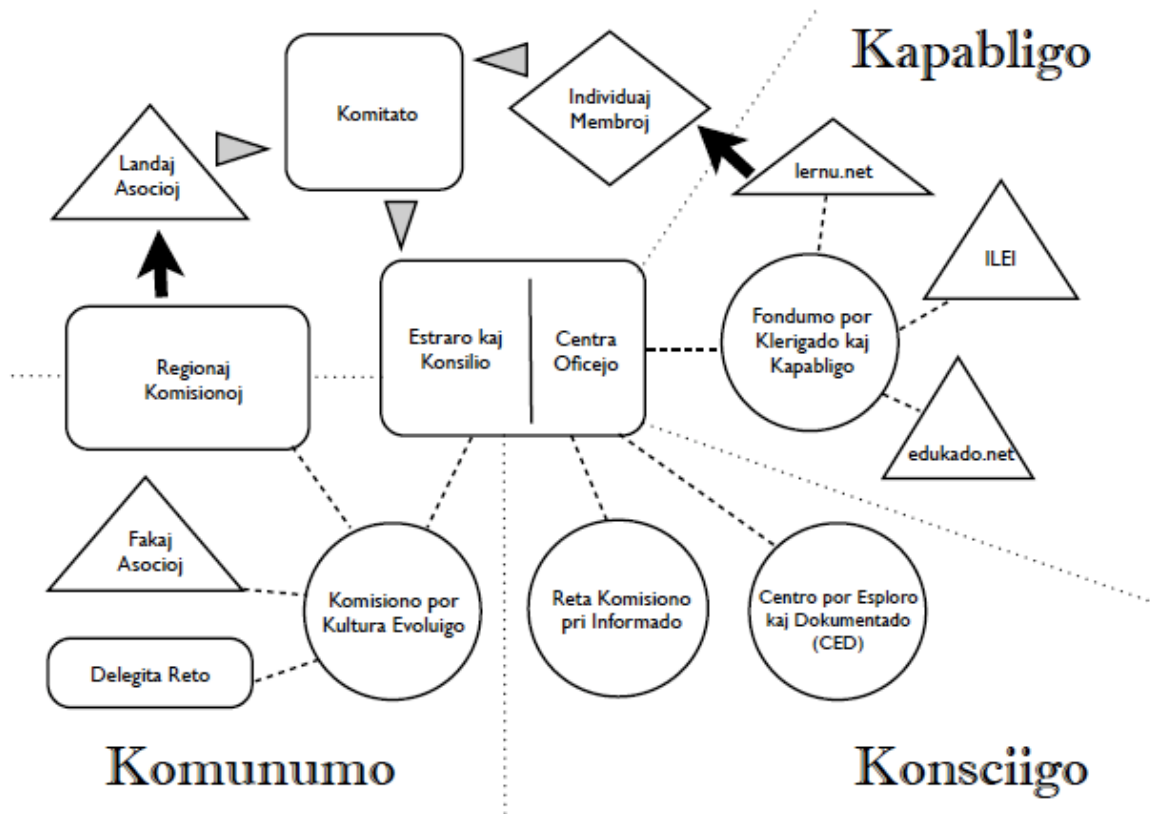 Kapabligo
Komitato
Individuaj
Membroj
Landaj
Asocioj
lernu.net
ILEI
Estraro kaj
Konsilio
Centra
Oficejo
Fondumo por
Klerigado kaj
Kapabligo
Regionaj
Komisionoj
edukado.net
Fakaj
Asocioj
Komisiono por
Kultura Evoluigo
Reta Komisiono
pri Informado
Centro por Esploro
kaj Dokumentado
(CED)
Delegita Reto
Komunumo
Konsciigo